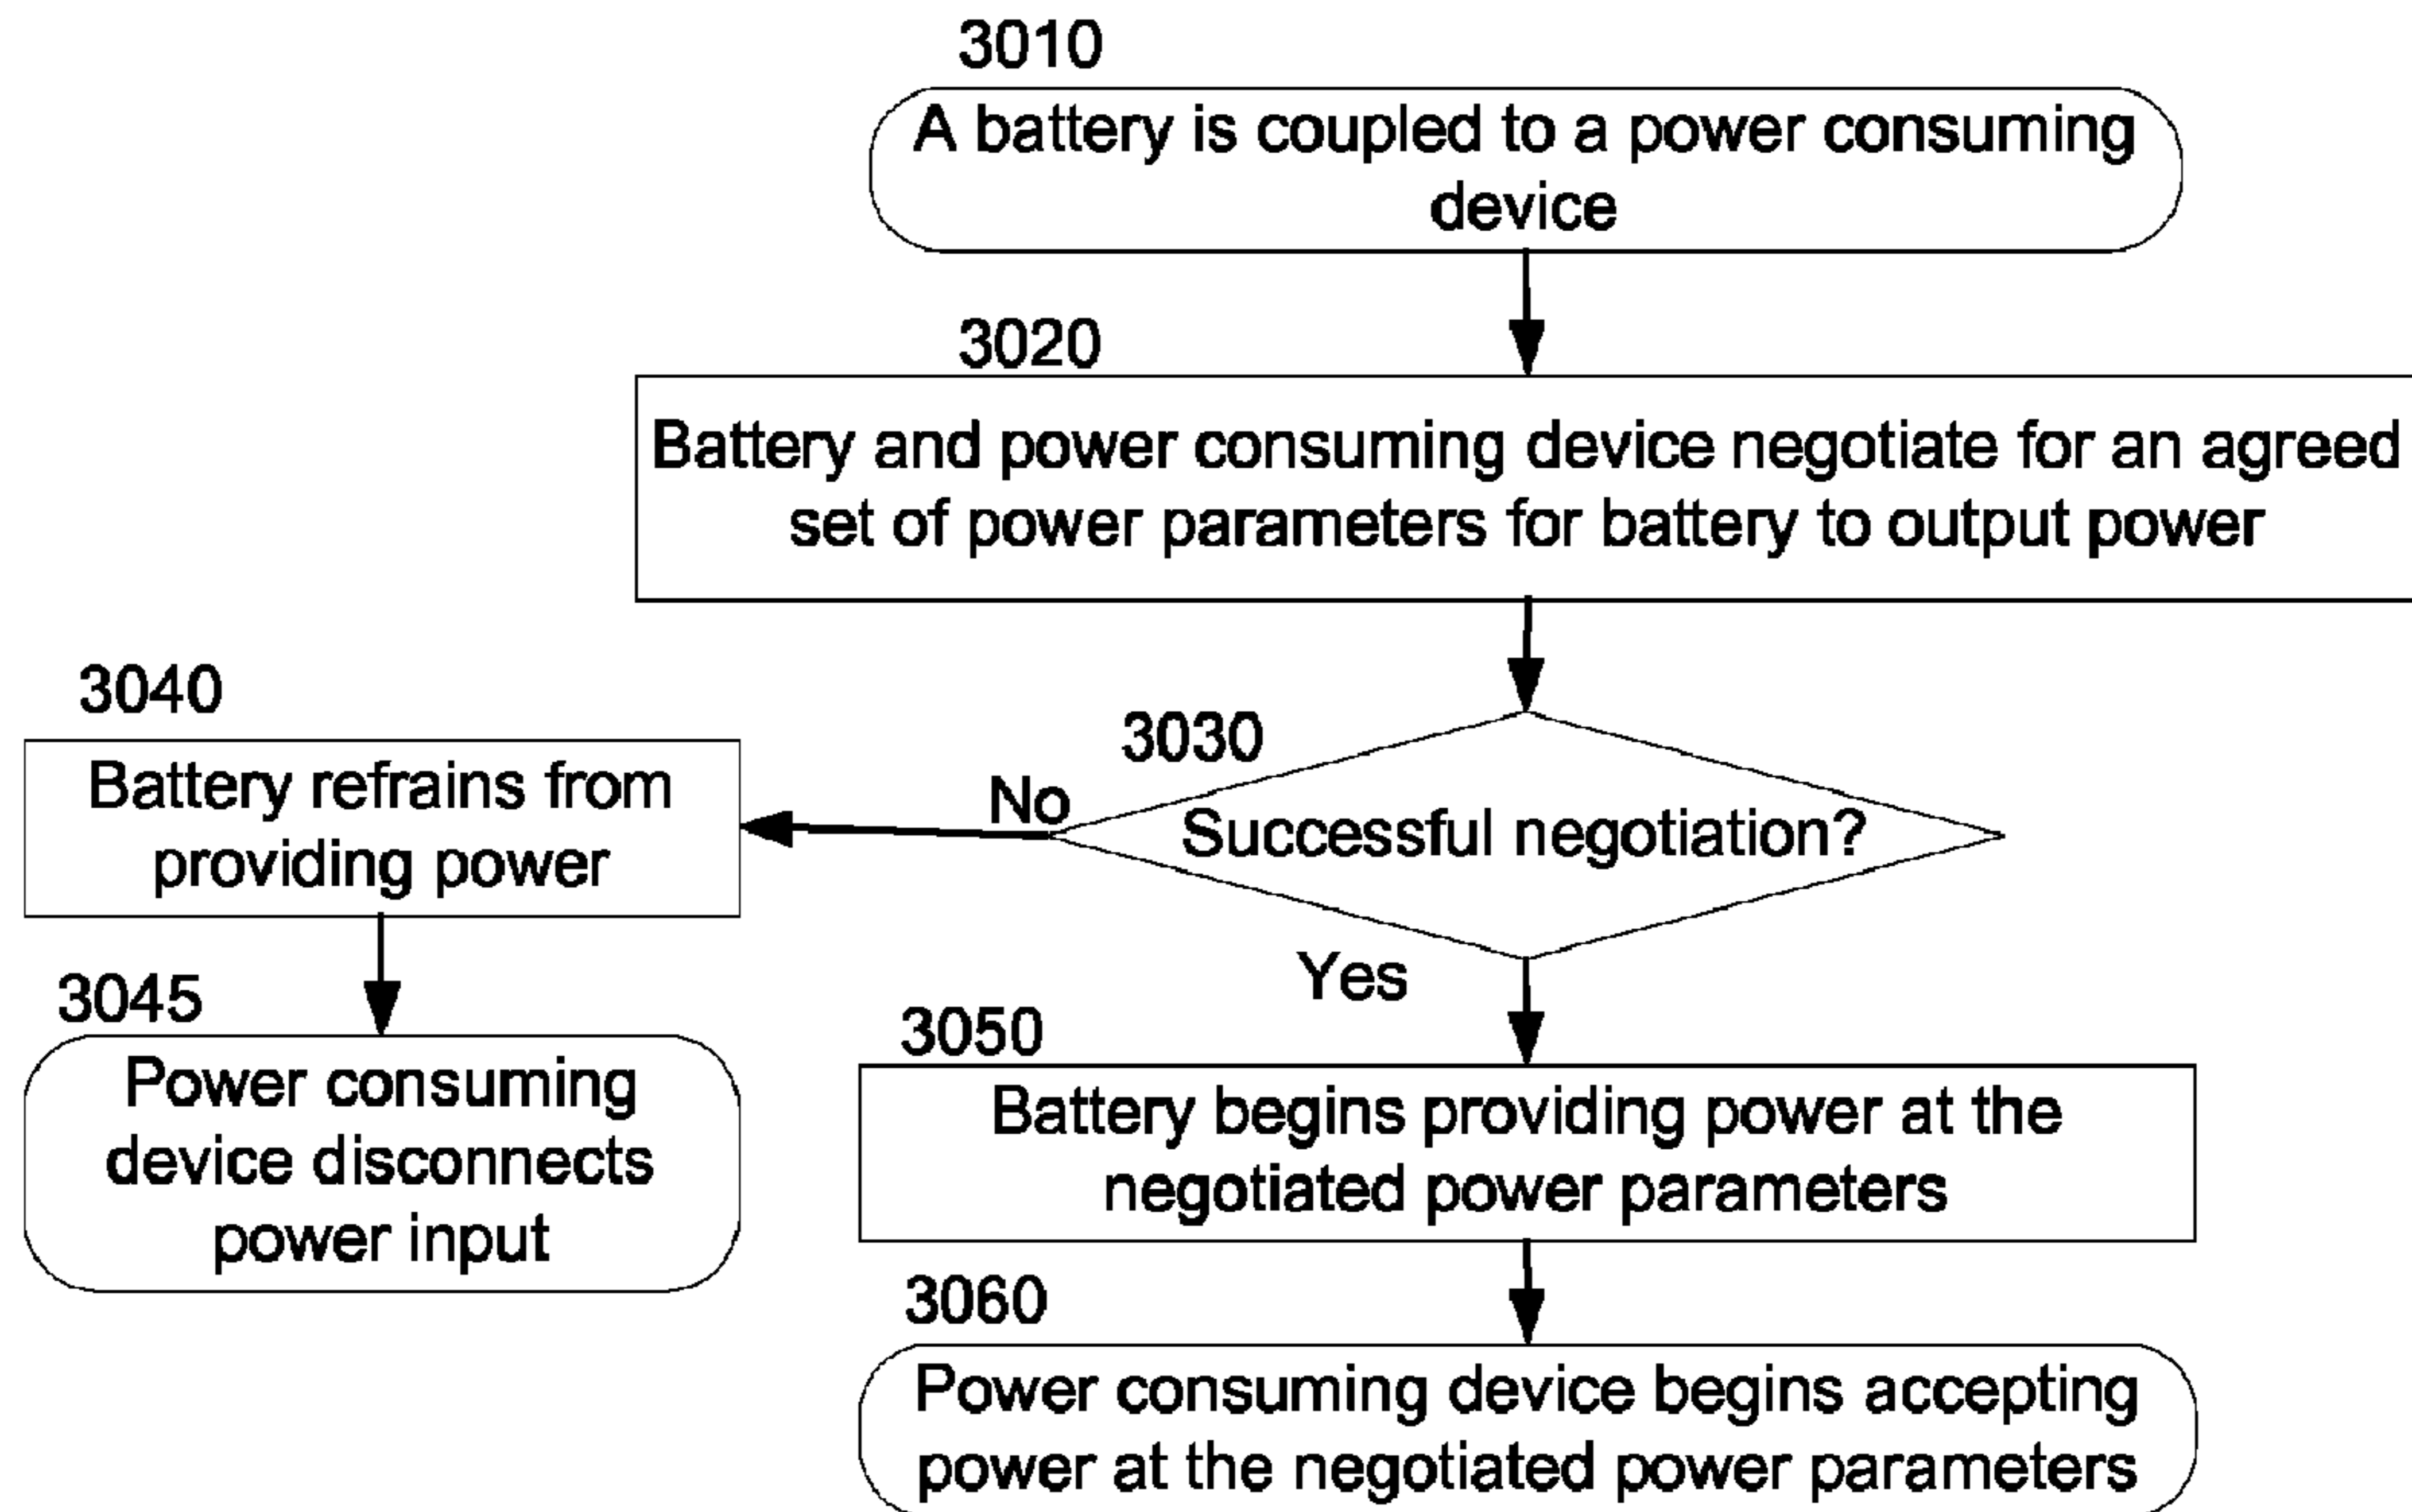 3010
A battery is coupled to a power consuming
device
3020
Battery and power consuming device negotiate for an agreed
set of power parameters for battery to output power
3030
Successful negotiation?
No
3040
Battery refrains from
providing power
3045
Power consuming
device disconnects
power input
Yes
3050
Battery begins providing power at the
negotiated power parameters
3060
Power consuming device begins accepting
power at the negotiated power parameters